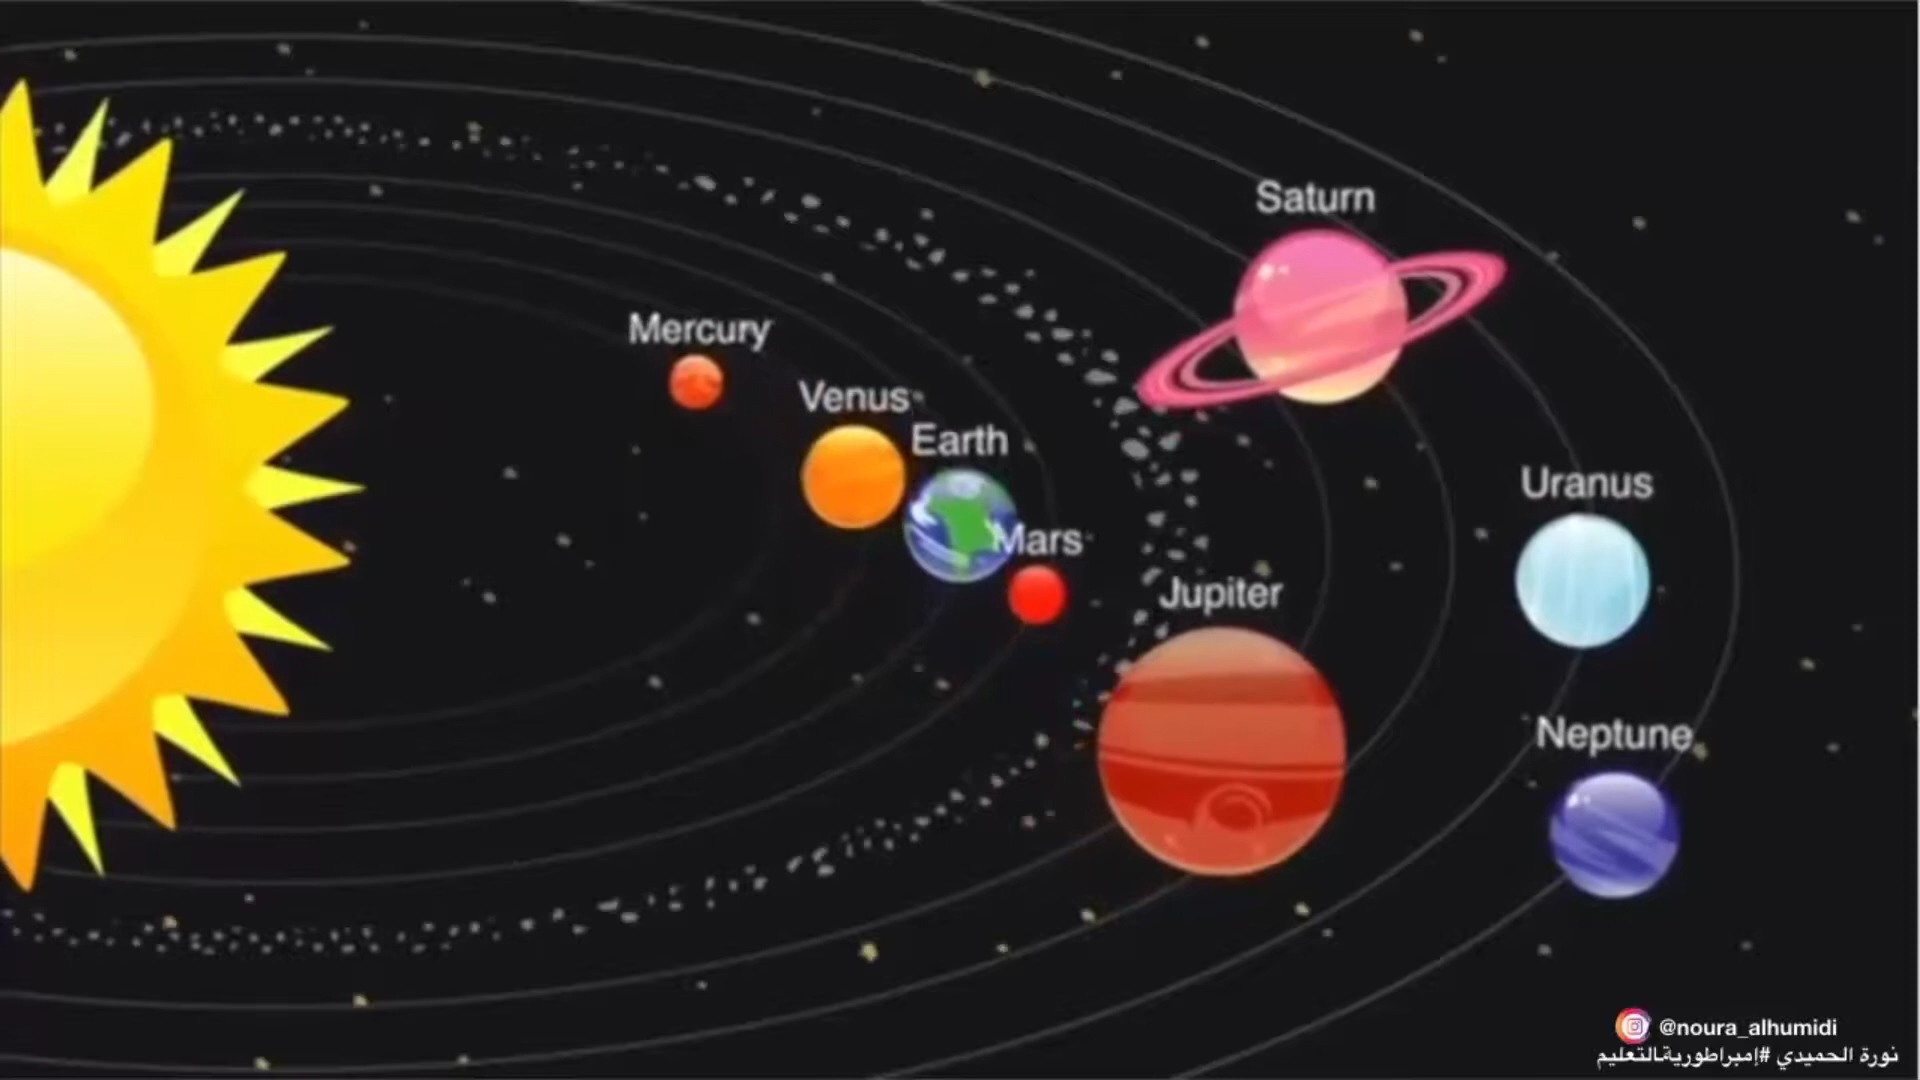 Saturn
Mercury
Venus
Earth
Uranus
Mars
Jupiter
Neptune
@noura_alhumidi
نورة الحميدي #إمبراطورية_التعليم